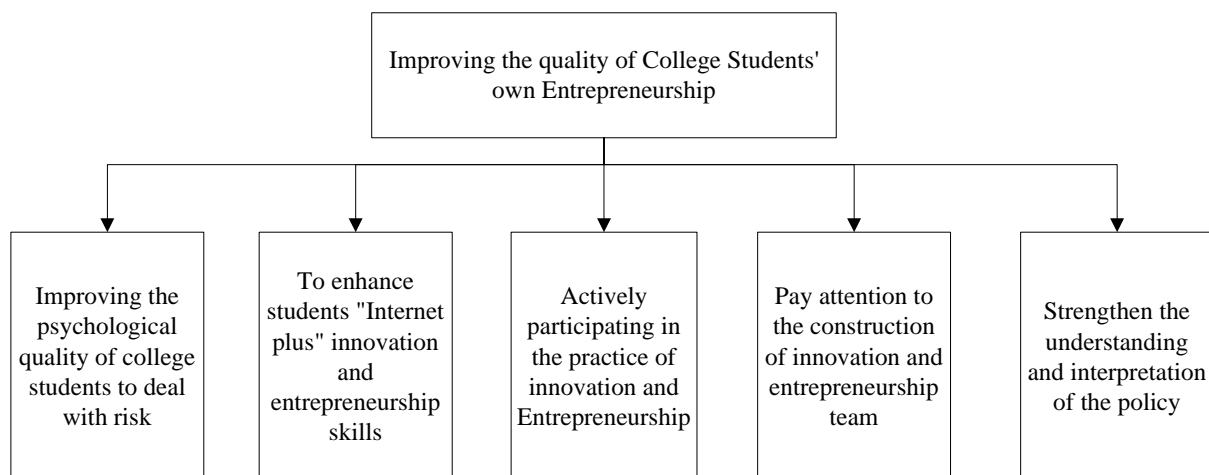 Improving the quality of College Students'
own Entrepreneurship
Improving the
psychological
quality of college
students to deal
with risk
To enhance
students "Internet
plus" innovation
and
entrepreneurship
skills
Actively
participating in
the practice of
innovation and
Entrepreneurship
Pay attention to
the construction
of innovation and
entrepreneurship
team
Strengthen the
understanding
and interpretation
of the policy